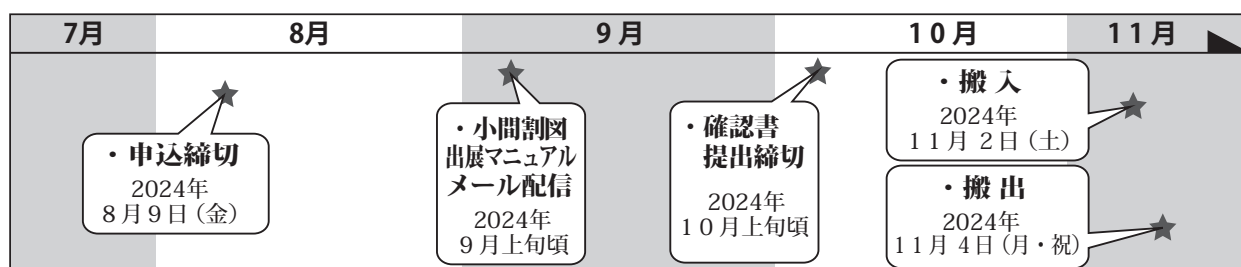 7月 8月 9月 10月 11月
・申込締切
2024年
8月9日（金）
・小間割図
出展マニュアル
メール配信
2024年
9月上旬頃
・確認書
提出締切
2024年
10月上旬頃
・搬入
2024年
11月2日（土）
・搬出
2024年
11月4日（月・祝）